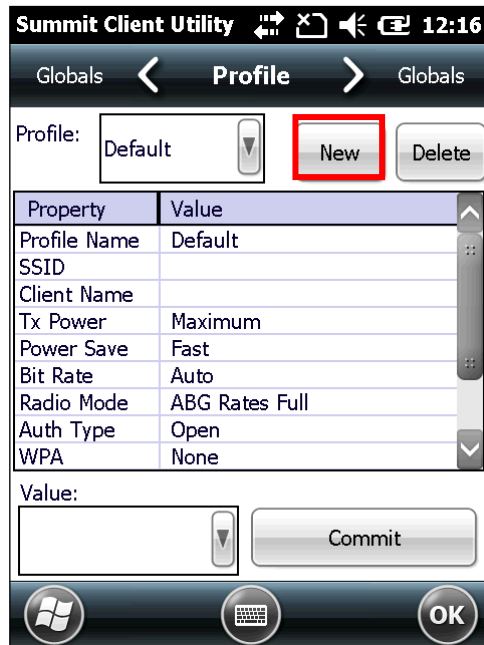 Summit Client Utility 12:16
Globals Profile Globals
Profile: Default New Delete
Property Value
Profile Name Default
SSID
Client Name
Tx Power Maximum
Power Save Fast
Bit Rate Auto
Radio Mode ABG Rates Full
Auth Type Open
WPA None
Value:
Commit
OK